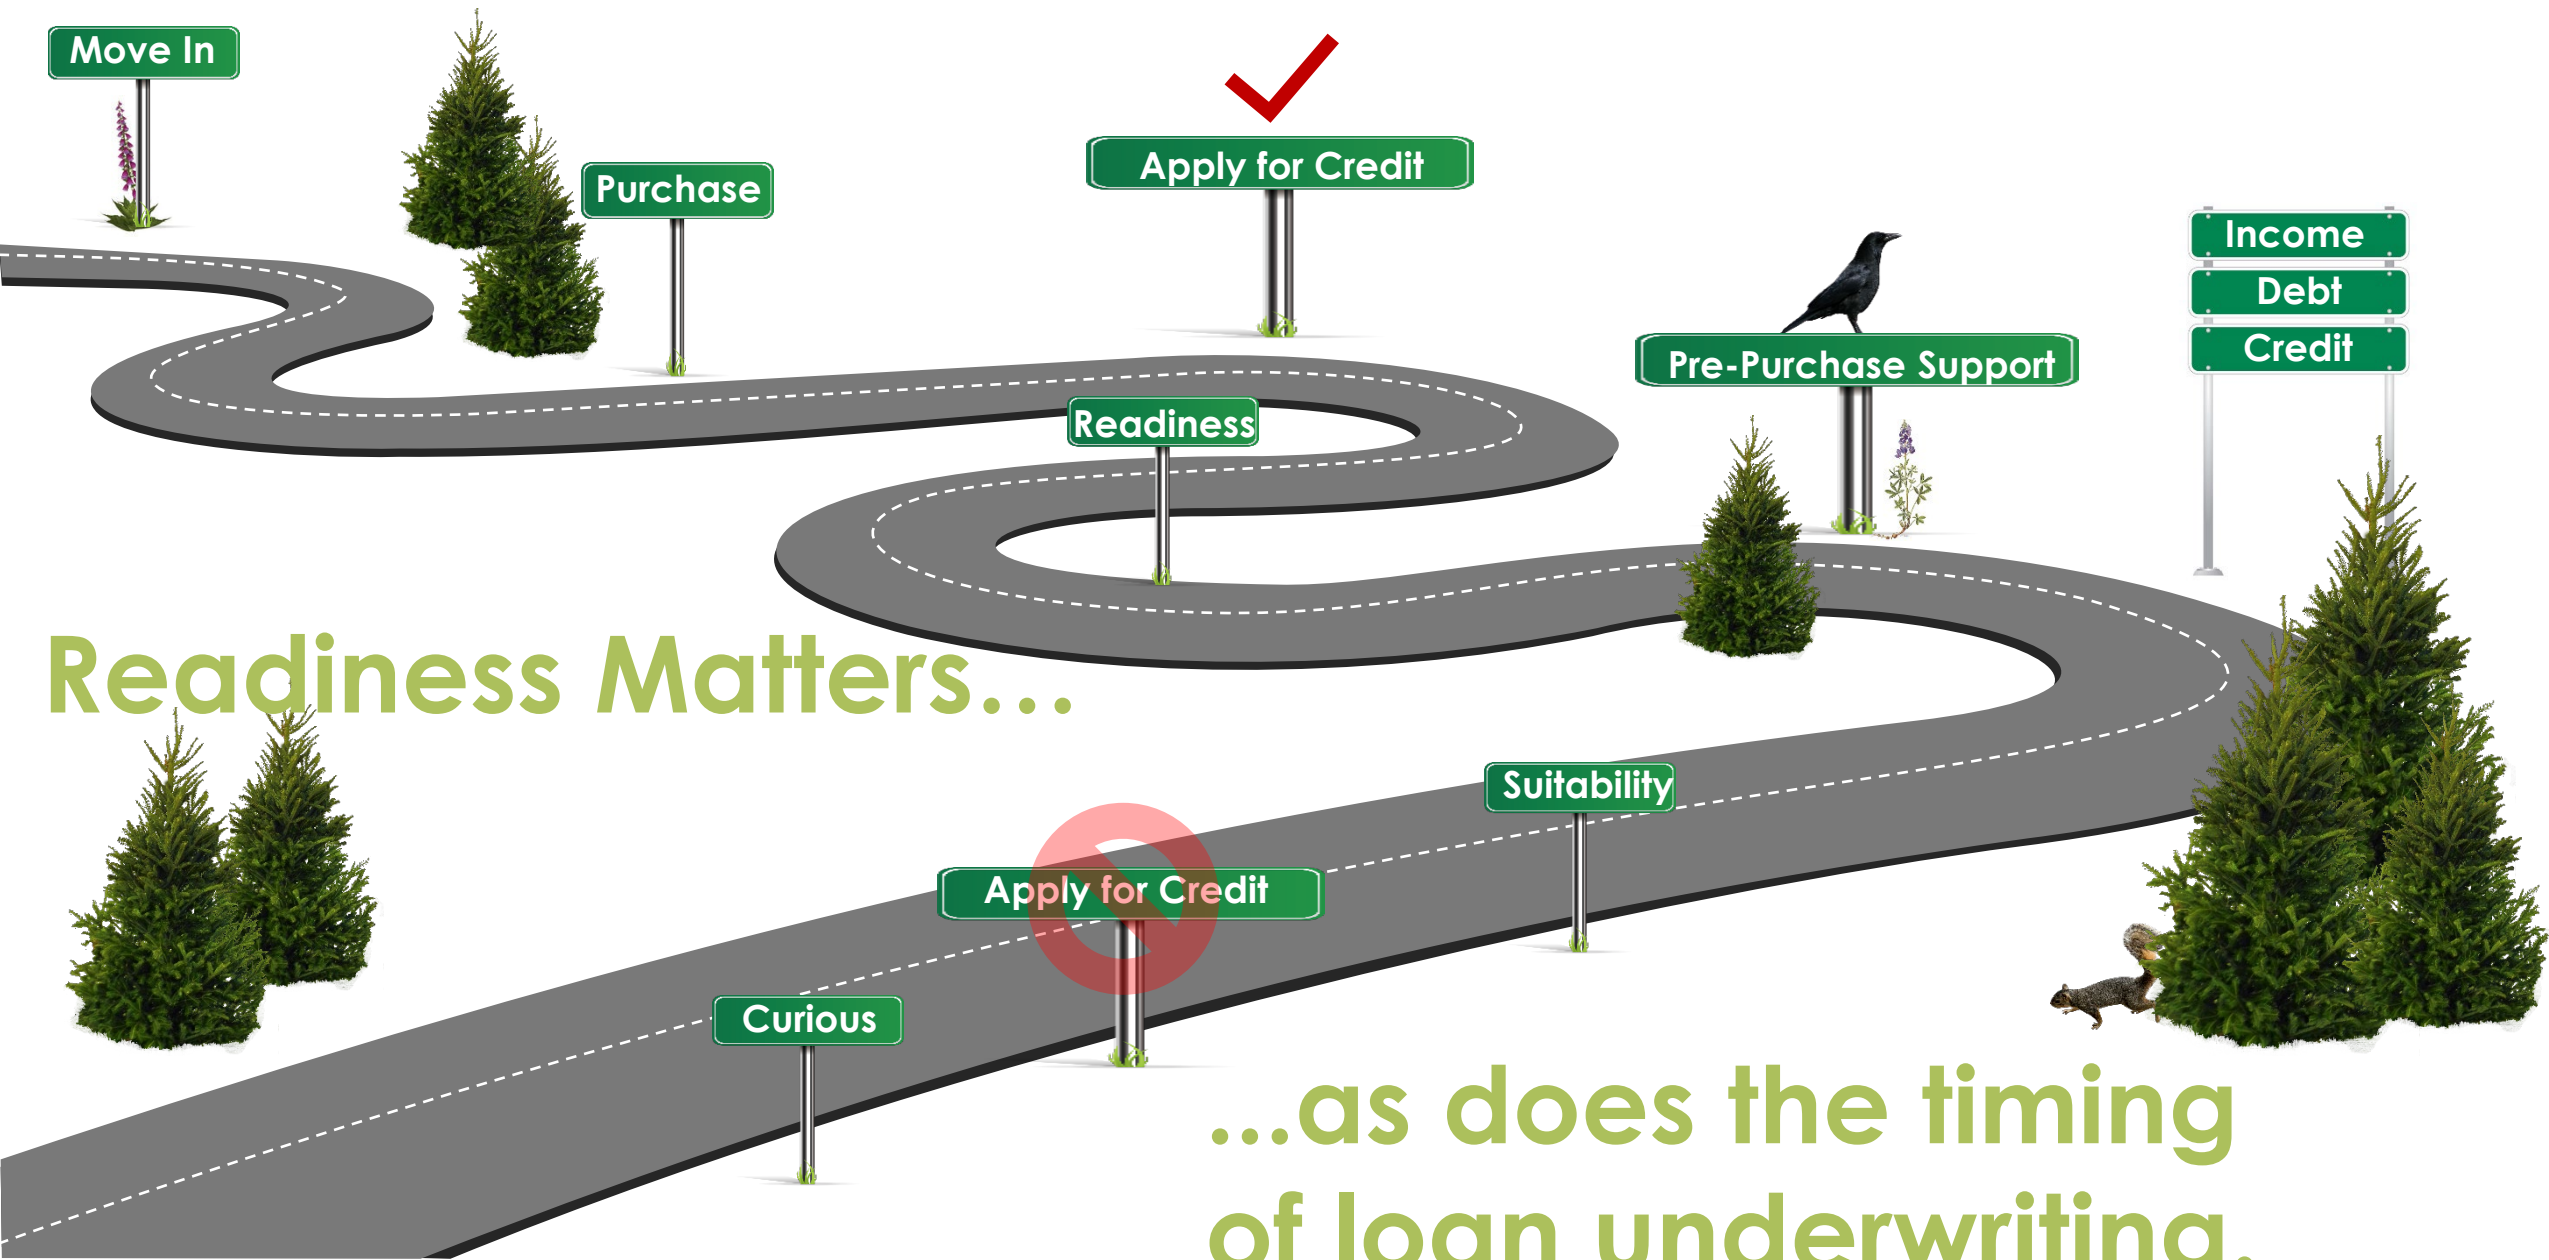 Move In
Purchase
Apply for Credit
Pre-Purchase Support
Income
Debt
Credit
Readiness
Readiness Matters...
Suitability
Apply for Credit
Curious
...as does the timing
of loan underwriting.